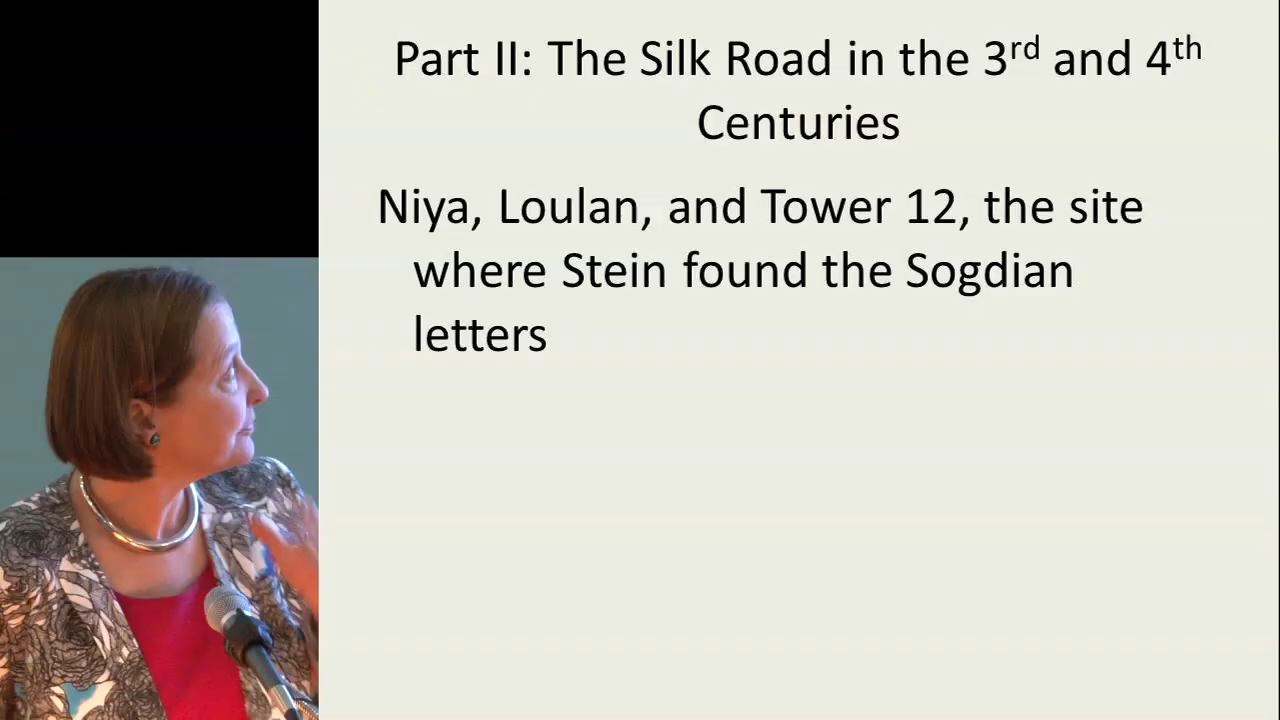 Part II: The Silk Road in the 3rd and 4th
Centuries
Niya, Loulan, and Tower 12, the site
where Stein found the Sogdian
letters